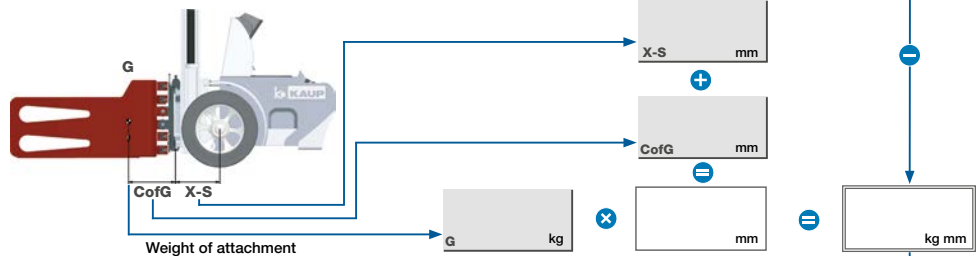 X-S mm
G
KAUP
+
CofG mm
=
CofG X-S
G kg × mm = kg mm
Weight of attachment
−